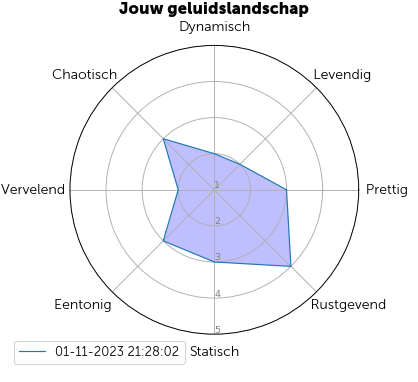 Jouw geluidslandschap
Dynamisch
Chaotisch
Levendig
Vervelend
Prettig
1
2
3
4
5
Eentonig
Rustgevend
Statisch
01-11-2023 21:28:02